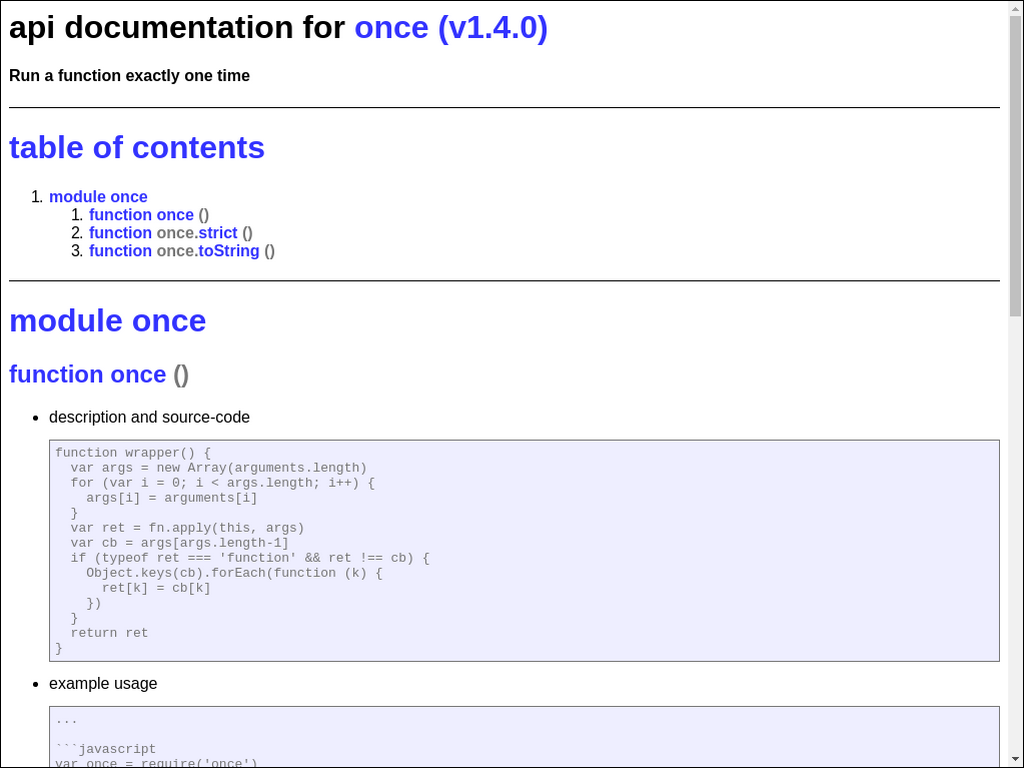 api documentation for once (v1.4.0)
Run a function exactly one time
table of contents
1. module once
1. function once ()
2. function once.strict ()
3. function once.toString ()
module once
function once ()
• description and source-code
function wrapper() {
  var args = new Array(arguments.length)
  for (var i = 0; i < args.length; i++) {
    args[i] = arguments[i]
  }
  var ret = fn.apply(this, args)
  var cb = args[args.length-1]
  if (typeof ret === 'function' && ret !== cb) {
    Object.keys(cb).forEach(function (k) {
      ret[k] = cb[k]
    })
  }
  return ret
}
• example usage
...
```javascript
var once = require('once')